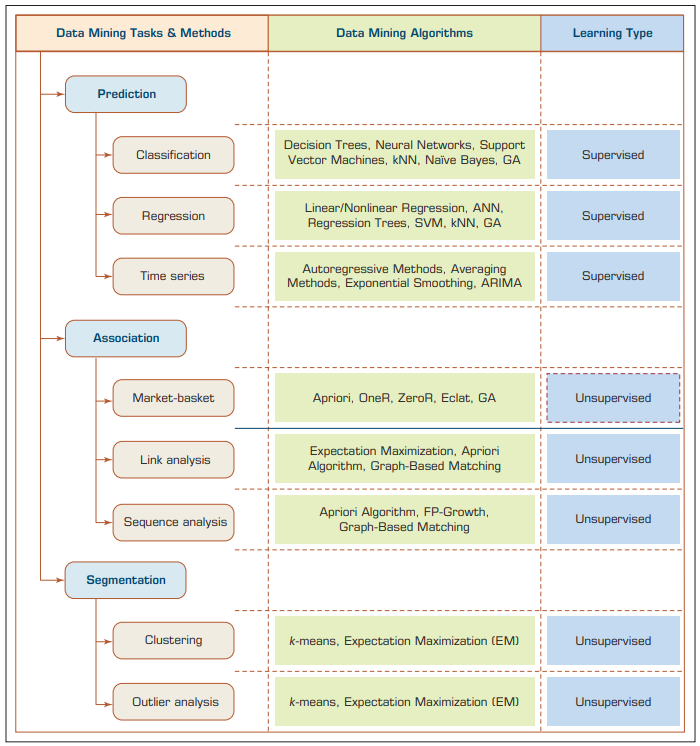 Data Mining Tasks & Methods
Data Mining Algorithms
Learning Type
Prediction
Classification
Decision Trees, Neural Networks, Support
Vector Machines, kNN, Naïve Bayes, GA
Supervised
Regression
Linear/Nonlinear Regression, ANN,
Regression Trees, SVM, kNN, GA
Supervised
Time series
Autoregressive Methods, Averaging
Methods, Exponential Smoothing, ARIMA
Supervised
Association
Market-basket
Apriori, OneR, ZeroR, Eclat, GA
Unsupervised
Link analysis
Expectation Maximization, Apriori
Algorithm, Graph-Based Matching
Unsupervised
Sequence analysis
Apriori Algorithm, FP-Growth,
Graph-Based Matching
Unsupervised
Segmentation
Clustering
k-means, Expectation Maximization (EM)
Unsupervised
Outlier analysis
k-means, Expectation Maximization (EM)
Unsupervised